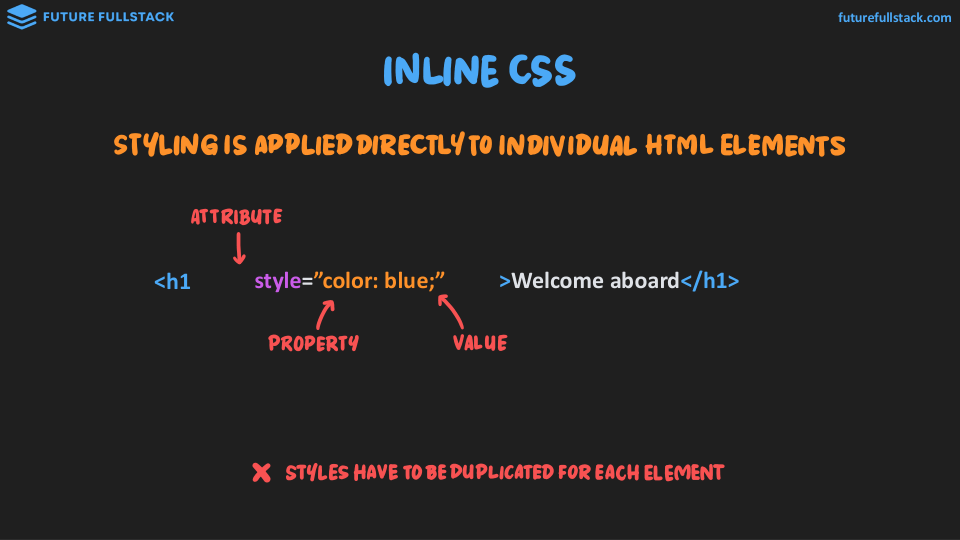 FUTURE FULLSTACK
futurefullstack.com
INLINE CSS
STYLING IS APPLIED DIRECTLY TO INDIVIDUAL HTML ELEMENTS
ATTRIBUTE
<h1 style=”color: blue;” >Welcome aboard</h1>
PROPERTY VALUE
STYLES HAVE TO BE DUPLICATED FOR EACH ELEMENT